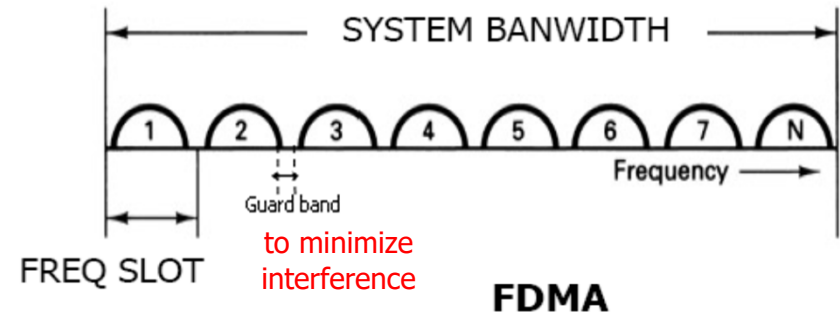 SYSTEM BANWIDTH
1 2 3 4 5 6 7 N
Frequency
Guard band
to minimize
interference
FREQ SLOT
FDMA